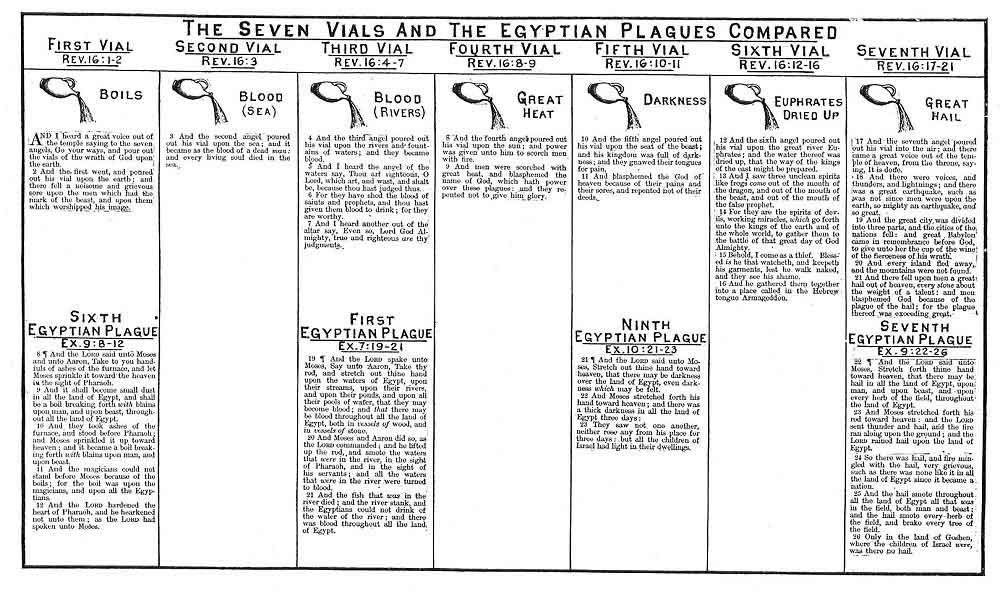 THE SEVEN VIALS AND THE EGYPTIAN PLAGUES COMPARED
FIRST VIAL
REV.16:1-2
BOILS
AND I heard a great voice out of
the temple saying to the seven
angels, Go your ways, and pour out
the vials of the wrath of God upon
the earth.
2 And the first went, and poured
out his vial upon the earth; and
there fell a noisome and grievous
sore upon the men which had the
mark of the beast, and upon them
which worshipped his image.
SIXTH
EGYPTIAN PLAGUE
EX.9:8-12
8 ¶ And the LORD said unto Moses
and unto Aaron, Take to you hand-
fuls of ashes of the furnace, and let
Moses sprinkle it toward the heaven
in the sight of Pharaoh.
9 And it shall become small dust
in all the land of Egypt, and shall
be a boil breaking forth with blains
upon man, and upon beast, through-
out all the land of Egypt.
10 And they took ashes of the
furnace, and stood before Pharaoh;
and Moses sprinkled it up toward
heaven; and it became a boil break-
ing forth with blains upon man, and
upon beast.
11 And the magicians could not
stand before Moses because of the
boils; for the boil was upon the
magicians, and upon all the Egyp-
tians.
12 And the LORD hardened the
heart of Pharaoh, and he hearkened
not unto them; as the LORD had
spoken unto Moses.
SECOND VIAL
REV.16:3
BLOOD
(SEA)
3 And the second angel poured
out his vial upon the sea; and it
became as the blood of a dead man:
and every living soul died in the
sea.
THIRD VIAL
REV.16:4-7
BLOOD
(RIVERS)
4 And the third angel poured out
his vial upon the rivers and fount-
ains of waters; and they became
blood.
5 And I heard the angel of the
waters say, Thou art righteous, O
Lord, which art, and wast, and shalt
be, because thou hast judged thus.
6 For they have shed the blood of
saints and prophets, and thou hast
given them blood to drink; for they
are worthy.
7 And I heard another out of the
altar say, Even so, Lord God Al-
mighty, true and righteous are thy
judgments.
FIRST
EGYPTIAN PLAGUE
EX.7:19-21
19 ¶ And the LORD spake unto
Moses, Say unto Aaron, Take thy
rod, and stretch out thine hand
upon the waters of Egypt, upon
their streams, upon their rivers,
and upon their ponds, and upon all
their pools of water, that they may
become blood; and that there may
be blood throughout all the land of
Egypt, both in vessels of wood, and
in vessels of stone.
20 And Moses and Aaron did so, as
the LORD commanded; and he lifted
up the rod, and smote the waters
that were in the river, in the sight
of Pharaoh, and in the sight of
his servants; and all the waters
that were in the river were turned
to blood.
21 And the fish that was in the
river died; and the river stank, and
the Egyptians could not drink of
the water of the river; and there
was blood throughout all the land
of Egypt.
FOURTH VIAL
REV.16:8-9
GREAT
HEAT
8 And the fourth angel poured out
his vial upon the sun; and power
was given unto him to scorch men
with fire.
9 And men were scorched with
great heat, and blasphemed the
name of God, which hath power
over these plagues: and they re-
pented not to give him glory.
FIFTH VIAL
REV.16:10-11
DARKNESS
10 And the fifth angel poured out
his vial upon the seat of the beast;
and his kingdom was full of dark-
ness; and they gnawed their tongues
for pain,
11 And blasphemed the God of
heaven because of their pains and
their sores, and repented not of their
deeds.
NINTH
EGYPTIAN PLAGUE
EX.10:21-23
21 ¶ And the LORD said unto Mo-
ses, Stretch out thine hand toward
heaven, that there may be darkness
over the land of Egypt, even dark-
ness which may be felt.
22 And Moses stretched forth his
hand toward heaven; and there was
a thick darkness in all the land of
Egypt three days:
23 They saw not one another,
neither rose any from his place for
three days: but all the children of
Israel had light in their dwellings.
SIXTH VIAL
REV.16:12-16
EUPHRATES
DRIED UP
12 And the sixth angel poured out
his vial upon the great river Eu-
phrates; and the water thereof was
dried up, that the way of the kings
of the east might be prepared.
13 And I saw three unclean spirits
like frogs come out of the mouth of
the dragon, and out of the mouth of
the beast, and out of the mouth of
the false prophet.
14 For they are the spirits of dev-
ils, working miracles, which go forth
unto the kings of the earth and of
the whole world, to gather them to
the battle of that great day of God
Almighty.
15 Behold, I come as a thief. Bless-
ed is he that watcheth, and keepeth
his garments, lest he walk naked,
and they see his shame.
16 And he gathered them together
into a place called in the Hebrew
tongue Armageddon.
SEVENTH VIAL
REV.16:17-21
GREAT
HAIL
17 And the seventh angel poured
out his vial into the air; and there
came a great voice out of the tem-
ple of heaven, from the throne, say-
ing, It is done.
18 And there were voices, and
thunders, and lightnings; and there
was a great earthquake, such as
was not since men were upon the
earth, so mighty an earthquake, and
so great.
19 And the great city was divided
into three parts, and the cities of the
nations fell: and great Babylon
came in remembrance before God,
to give unto her the cup of the wine
of the fierceness of his wrath.
20 And every island fled away,
and the mountains were not found.
21 And there fell upon men a great
hail out of heaven, every stone about
the weight of a talent: and men
blasphemed God because of the
plague of the hail; for the plague
thereof was exceeding great.
SEVENTH
EGYPTIAN PLAGUE
EX.9:22-26
22 ¶ And the LORD said unto
Moses, Stretch forth thine hand
toward heaven, that there may be
hail in all the land of Egypt, upon
man, and upon beast, and upon
every herb of the field, throughout
the land of Egypt.
23 And Moses stretched forth his
rod toward heaven: and the LORD
sent thunder and hail, and the fire
ran along upon the ground; and the
LORD rained hail upon the land of
Egypt.
24 So there was hail, and fire min-
gled with the hail, very grievous,
such as there was none like it in all
the land of Egypt since it became a
nation.
25 And the hail smote throughout
all the land of Egypt all that was
in the field, both man and beast;
and the hail smote every herb of
the field, and brake every tree of
the field.
26 Only in the land of Goshen,
where the children of Israel were,
was there no hail.